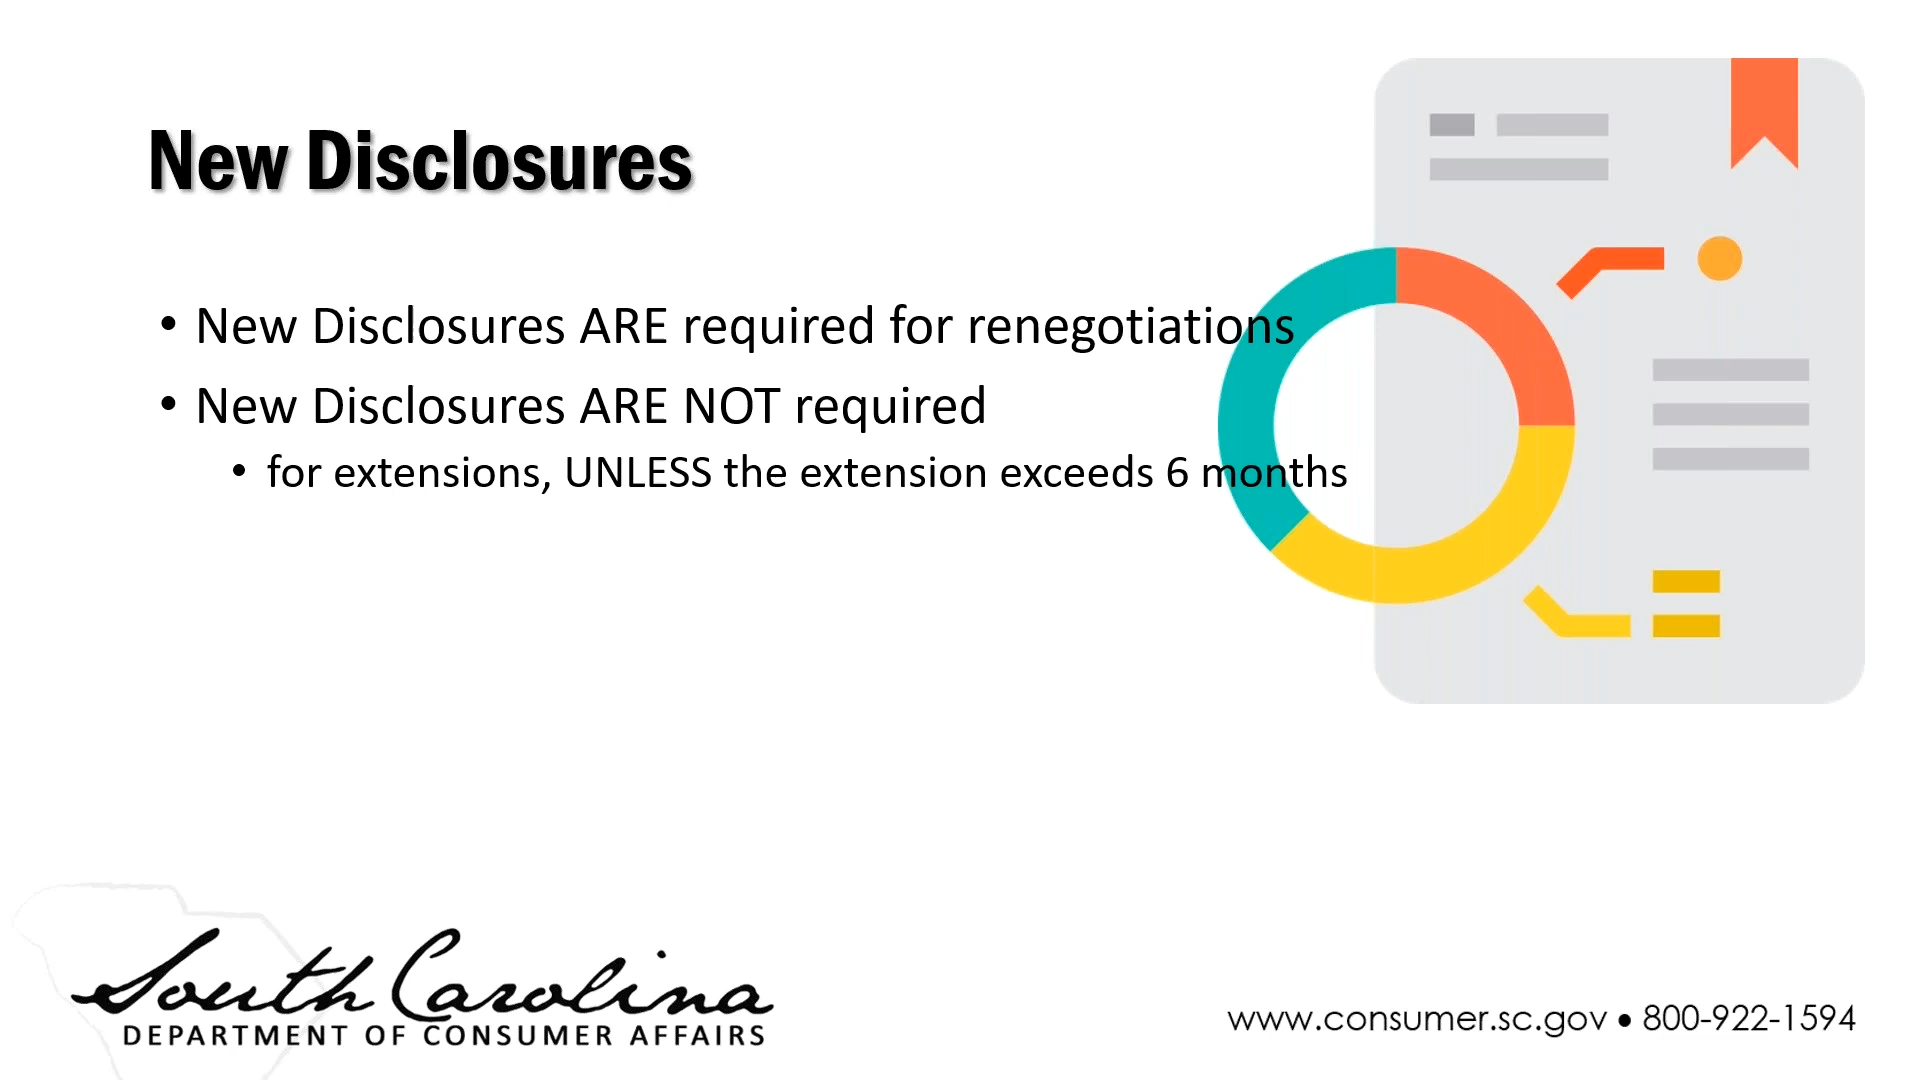 New Disclosures
• New Disclosures ARE required for renegotiations
• New Disclosures ARE NOT required
• for extensions, UNLESS the extension exceeds 6 months
South Carolina
DEPARTMENT OF CONSUMER AFFAIRS
www.consumer.sc.gov • 800-922-1594